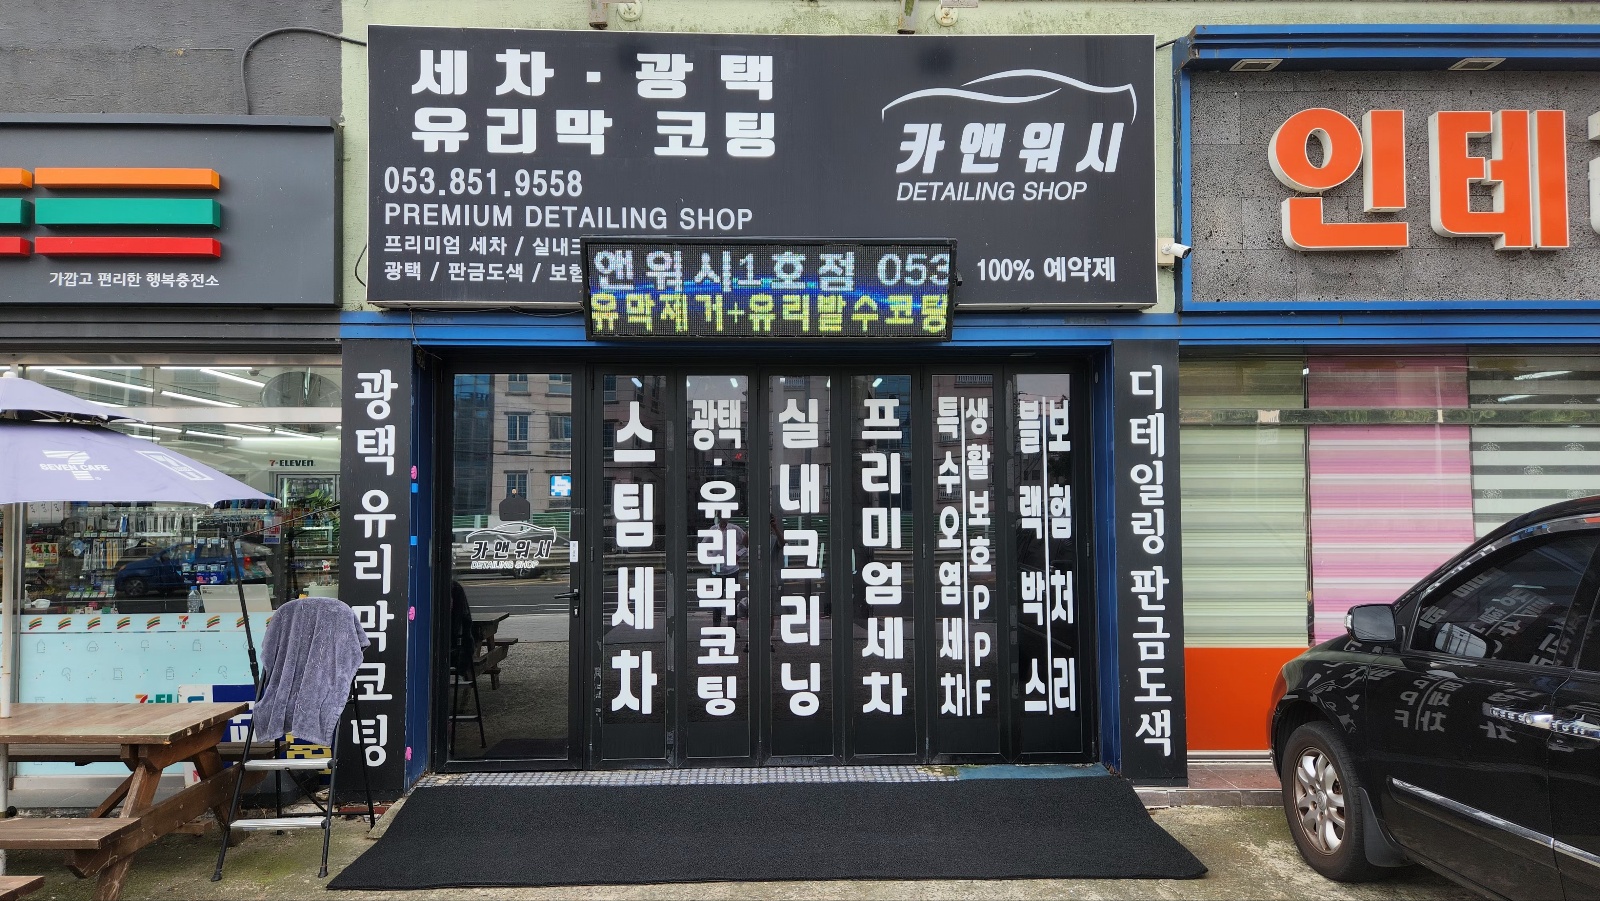 세차·광택
유리막 코팅
053.851.9558
PREMIUM DETAILING SHOP
프리미엄 세차 / 실내크
광택 / 판금도색 / 보험
카앤워시
DETAILING SHOP
100% 예약제
앤워시1호점 053
유막제거+유리발수코팅
가깝고 편리한 행복충전소
인테
광택유리막코팅
카앤워시
DETAILING SHOP
스팀세차
광택·유리막코팅
실내크리닝
프리미엄세차
특수오염세차
생활보호PPF
블랙박스
보험처리
디테일링판금도색
SEVEN CAFE
7-ELEVEN
7-ELE